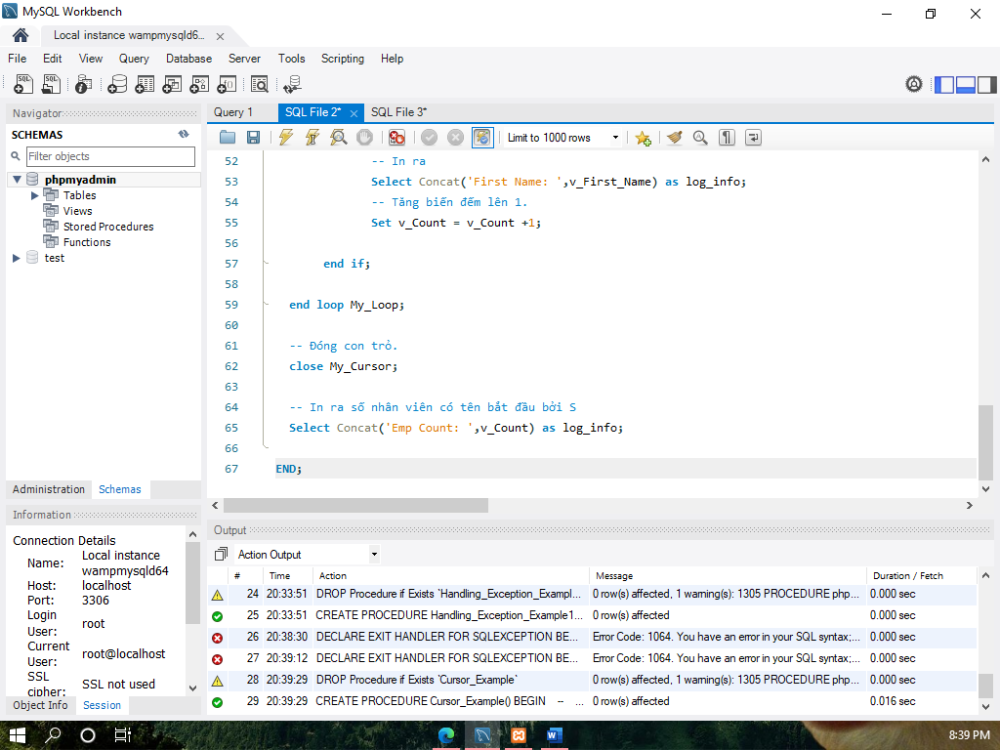 MySQL Workbench
Local instance wampmysqld6...
File Edit View Query Database Server Tools Scripting Help
Navigator
SCHEMAS
Filter objects
phpmyadmin
Tables
Views
Stored Procedures
Functions
test
Administration Schemas
Information
Connection Details
Name: Local instance wampmysqld64
Host: localhost
Port: 3306
Login User: root
Current User: root@localhost
SSL cipher: SSL not used
Object Info Session
Query 1 SQL File 2* SQL File 3*
Limit to 1000 rows
52 -- In ra
53 Select Concat('First Name: ',v_First_Name) as log_info;
54 -- Tăng biến đếm lên 1.
55 Set v_Count = v_Count +1;
56
57 end if;
58
59 end loop My_Loop;
60
61 -- Đóng con trỏ.
62 close My_Cursor;
63
64 -- In ra số nhân viên có tên bắt đầu bởi S
65 Select Concat('Emp Count: ',v_Count) as log_info;
66
67 END;
Output
Action Output
# Time Action Message Duration / Fetch
24 20:33:51 DROP Procedure if Exists `Handling_Exception_Exampl... 0 row(s) affected, 1 warning(s): 1305 PROCEDURE php... 0.000 sec
25 20:33:51 CREATE PROCEDURE Handling_Exception_Example1... 0 row(s) affected 0.000 sec
26 20:38:30 DECLARE EXIT HANDLER FOR SQLEXCEPTION BE... Error Code: 1064. You have an error in your SQL syntax;... 0.000 sec
27 20:39:12 DECLARE EXIT HANDLER FOR SQLEXCEPTION BE... Error Code: 1064. You have an error in your SQL syntax;... 0.000 sec
28 20:39:29 DROP Procedure if Exists `Cursor_Example` 0 row(s) affected, 1 warning(s): 1305 PROCEDURE php... 0.000 sec
29 20:39:29 CREATE PROCEDURE Cursor_Example() BEGIN -- ... 0 row(s) affected 0.016 sec
8:39 PM